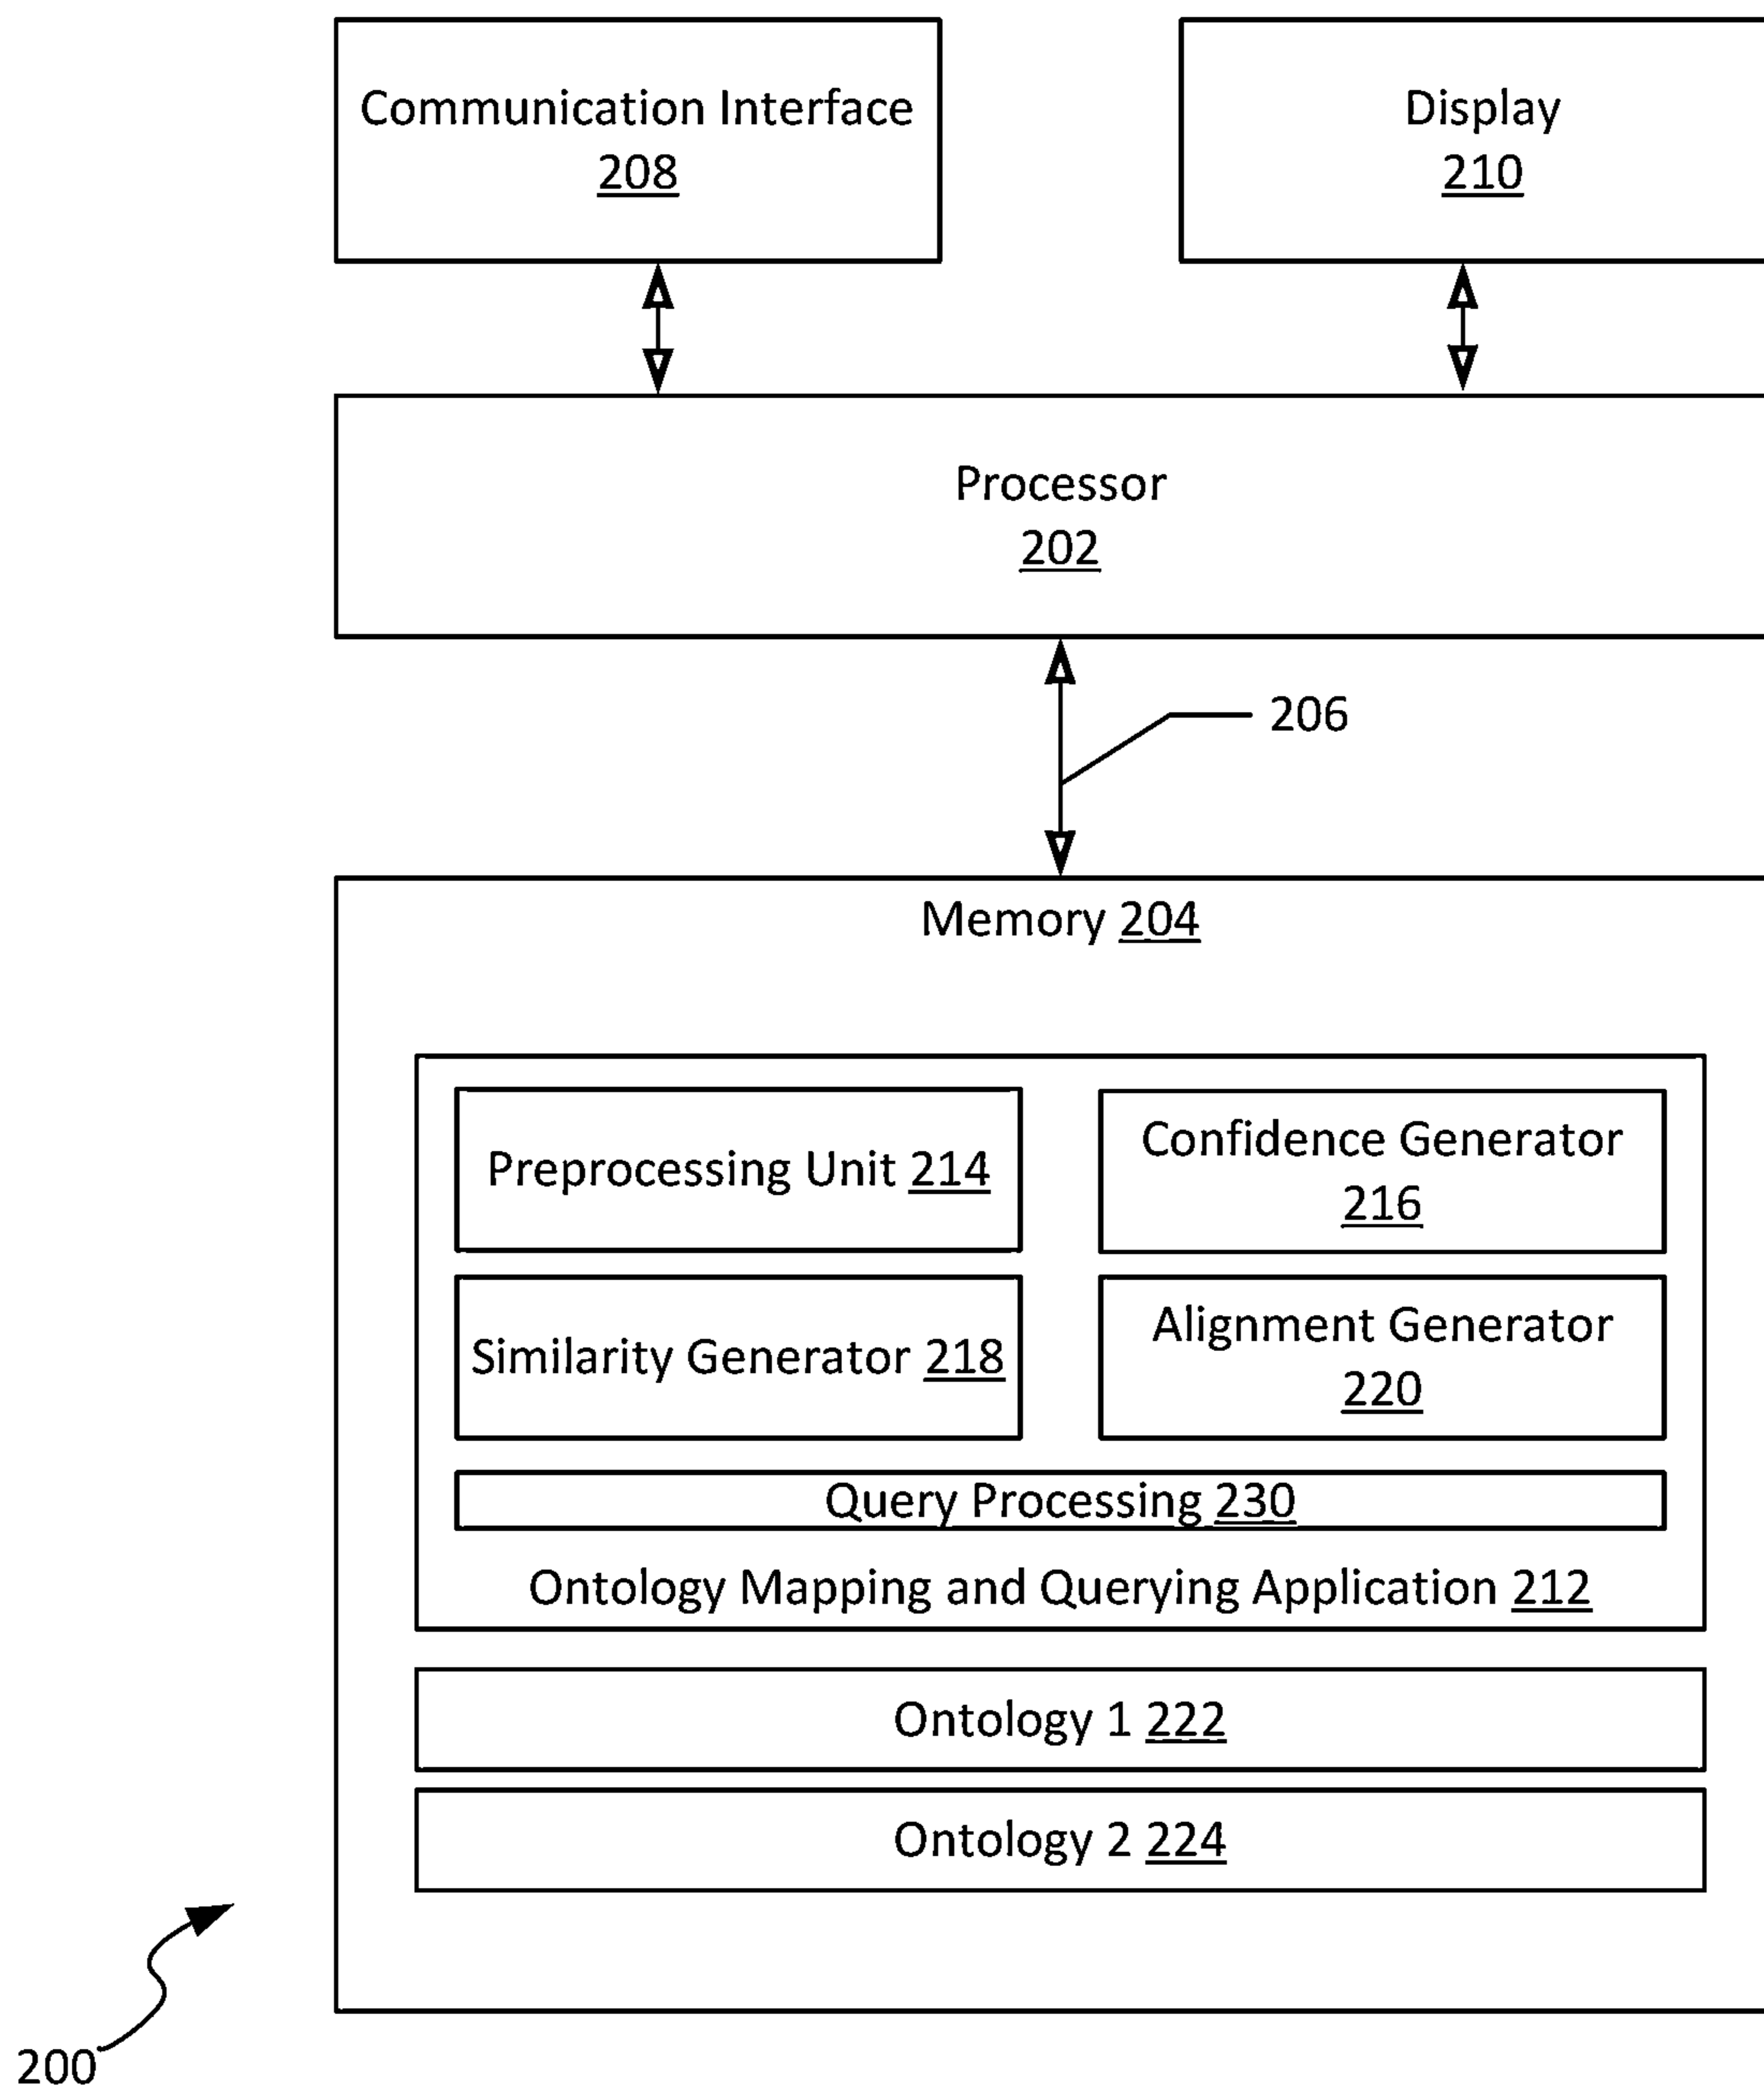 Communication Interface
208
Display
210
Processor
202
206
Memory 204
Preprocessing Unit 214
Confidence Generator
216
Similarity Generator 218
Alignment Generator
220
Query Processing 230
Ontology Mapping and Querying Application 212
Ontology 1 222
Ontology 2 224
200